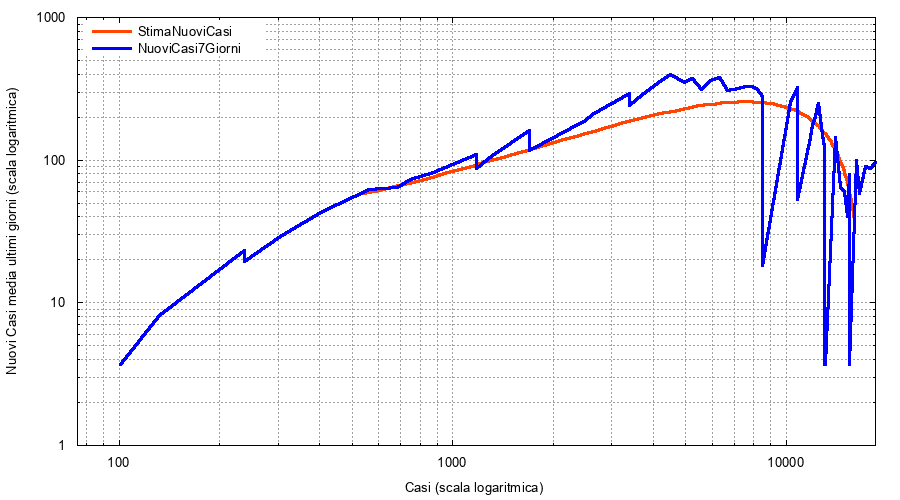 1000
StimaNuoviCasi
NuoviCasi7Giorni
100
10
1
Nuovi Casi media ultimi giorni (scala logaritmica)
100
1000
10000
Casi (scala logaritmica)